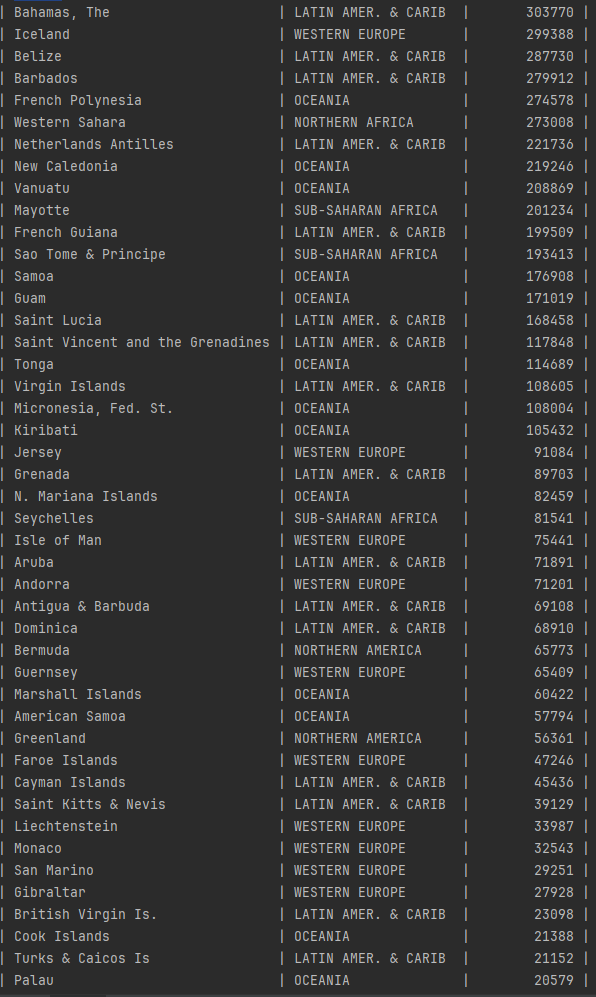 | Bahamas, The | LATIN AMER. & CARIB | 303770 |
| Iceland | WESTERN EUROPE | 299388 |
| Belize | LATIN AMER. & CARIB | 287730 |
| Barbados | LATIN AMER. & CARIB | 279912 |
| French Polynesia | OCEANIA | 274578 |
| Western Sahara | NORTHERN AFRICA | 273008 |
| Netherlands Antilles | LATIN AMER. & CARIB | 221736 |
| New Caledonia | OCEANIA | 219246 |
| Vanuatu | OCEANIA | 208869 |
| Mayotte | SUB-SAHARAN AFRICA | 201234 |
| French Guiana | LATIN AMER. & CARIB | 199509 |
| Sao Tome & Principe | SUB-SAHARAN AFRICA | 193413 |
| Samoa | OCEANIA | 176908 |
| Guam | OCEANIA | 171019 |
| Saint Lucia | LATIN AMER. & CARIB | 168458 |
| Saint Vincent and the Grenadines | LATIN AMER. & CARIB | 117848 |
| Tonga | OCEANIA | 114689 |
| Virgin Islands | LATIN AMER. & CARIB | 108605 |
| Micronesia, Fed. St. | OCEANIA | 108004 |
| Kiribati | OCEANIA | 105432 |
| Jersey | WESTERN EUROPE | 91084 |
| Grenada | LATIN AMER. & CARIB | 89703 |
| N. Mariana Islands | OCEANIA | 82459 |
| Seychelles | SUB-SAHARAN AFRICA | 81541 |
| Isle of Man | WESTERN EUROPE | 75441 |
| Aruba | LATIN AMER. & CARIB | 71891 |
| Andorra | WESTERN EUROPE | 71201 |
| Antigua & Barbuda | LATIN AMER. & CARIB | 69108 |
| Dominica | LATIN AMER. & CARIB | 68910 |
| Bermuda | NORTHERN AMERICA | 65773 |
| Guernsey | WESTERN EUROPE | 65409 |
| Marshall Islands | OCEANIA | 60422 |
| American Samoa | OCEANIA | 57794 |
| Greenland | NORTHERN AMERICA | 56361 |
| Faroe Islands | WESTERN EUROPE | 47246 |
| Cayman Islands | LATIN AMER. & CARIB | 45436 |
| Saint Kitts & Nevis | LATIN AMER. & CARIB | 39129 |
| Liechtenstein | WESTERN EUROPE | 33987 |
| Monaco | WESTERN EUROPE | 32543 |
| San Marino | WESTERN EUROPE | 29251 |
| Gibraltar | WESTERN EUROPE | 27928 |
| British Virgin Is. | LATIN AMER. & CARIB | 23098 |
| Cook Islands | OCEANIA | 21388 |
| Turks & Caicos Is | LATIN AMER. & CARIB | 21152 |
| Palau | OCEANIA | 20579 |